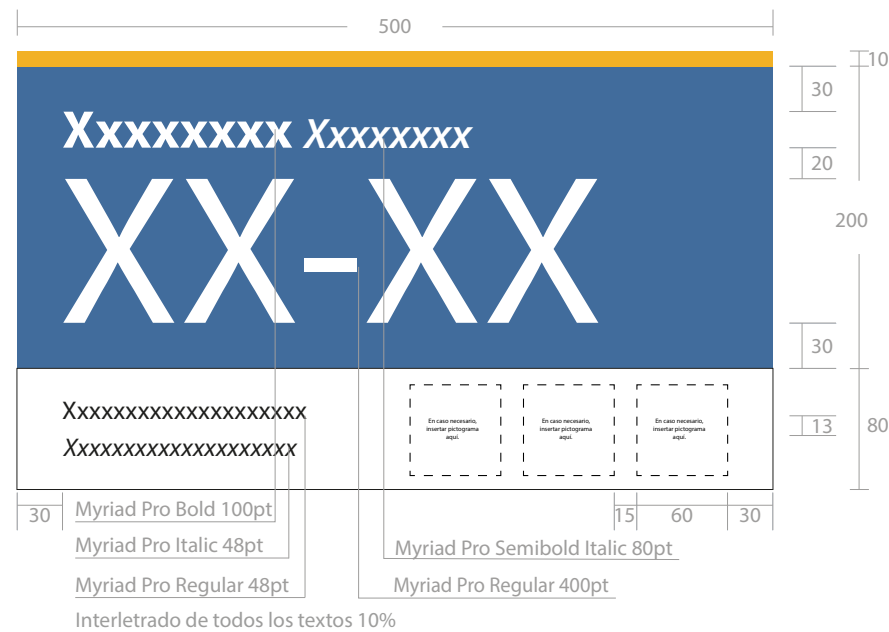 500
10
30
Xxxxxxxxx Xxxxxxxx
20
XX-XX
200
30
Xxxxxxxxxxxxxxxxxxxx
Xxxxxxxxxxxxxxxxxxx
En caso necesario,
insertar pictograma
aquí.
En caso necesario,
insertar pictograma
aquí.
En caso necesario,
insertar pictograma
aquí.
13
80
30
15
60
30
Myriad Pro Bold 100pt
Myriad Pro Italic 48pt
Myriad Pro Semibold Italic 80pt
Myriad Pro Regular 48pt
Myriad Pro Regular 400pt
Interletrado de todos los textos 10%